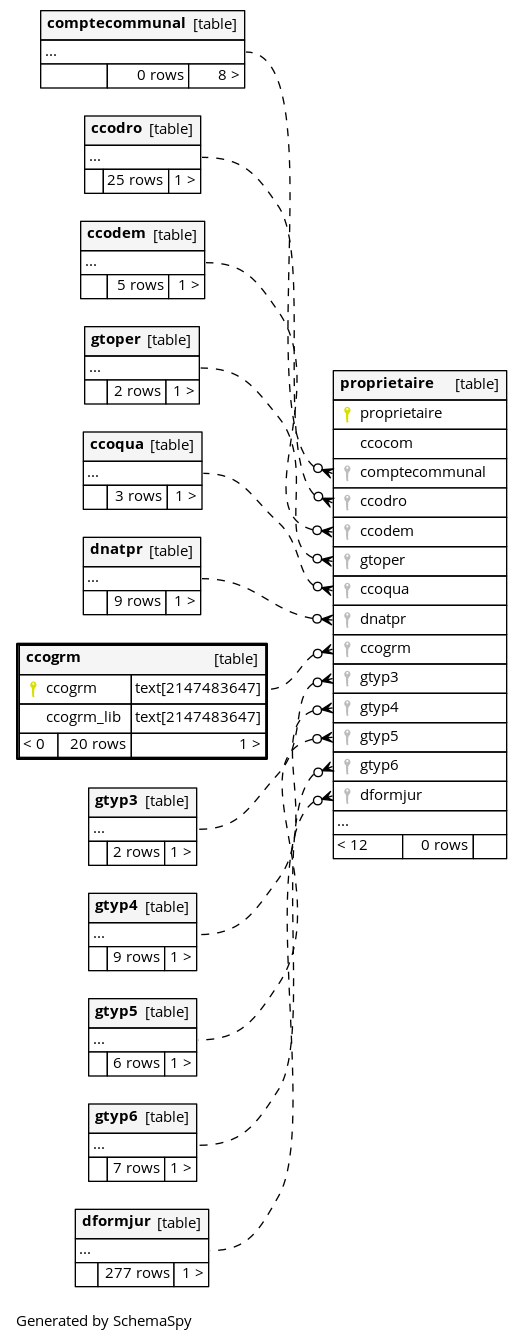 comptecommunal [table]
...
0 rows 8 >
ccodro [table]
...
25 rows 1 >
ccodem [table]
...
5 rows 1 >
gtoper [table]
...
2 rows 1 >
ccoqua [table]
...
3 rows 1 >
dnatpr [table]
...
9 rows 1 >
ccogrm [table]
ccogrm text[2147483647]
ccogrm_lib text[2147483647]
< 0 20 rows 1 >
gtyp3 [table]
...
2 rows 1 >
gtyp4 [table]
...
9 rows 1 >
gtyp5 [table]
...
6 rows 1 >
gtyp6 [table]
...
7 rows 1 >
dformjur [table]
...
277 rows 1 >
proprietaire [table]
proprietaire
ccocom
comptecommunal
ccodro
ccodem
gtoper
ccoqua
dnatpr
ccogrm
gtyp3
gtyp4
gtyp5
gtyp6
dformjur
...
< 12 0 rows
Generated by SchemaSpy